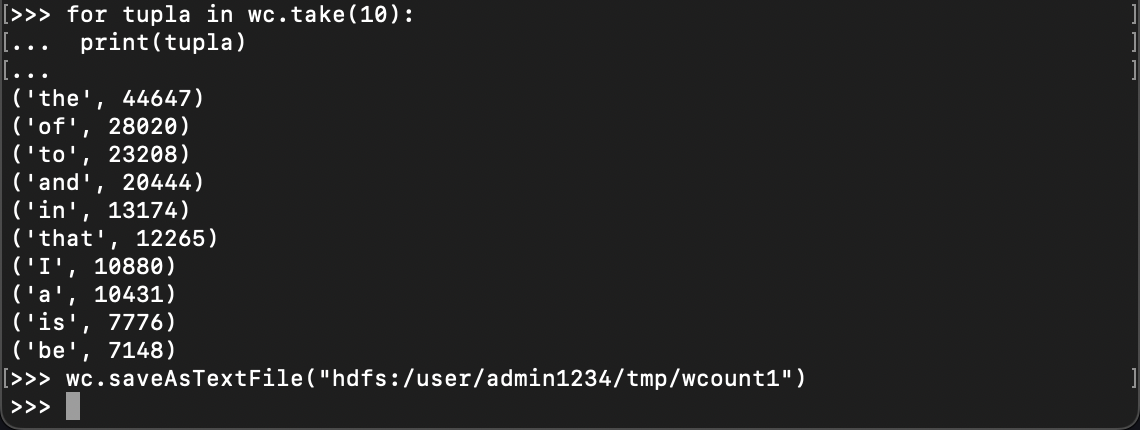 [>>> for tupla in wc.take(10):                                                     ]
[...  print(tupla)                                                                 ]
[...                                                                               ]
('the', 44647)
('of', 28020)
('to', 23208)
('and', 20444)
('in', 13174)
('that', 12265)
('I', 10880)
('a', 10431)
('is', 7776)
('be', 7148)
[>>> wc.saveAsTextFile("hdfs:/user/admin1234/tmp/wcount1")                        ]
>>>